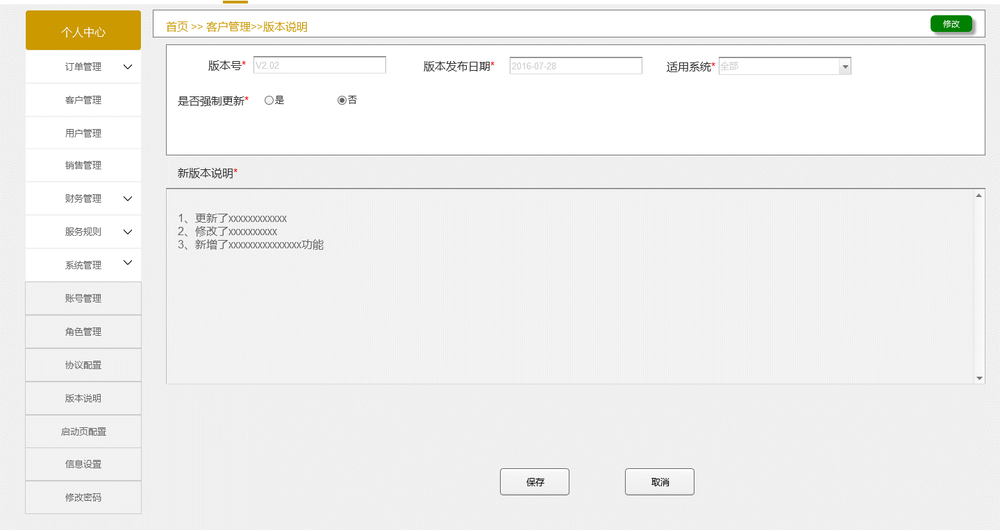 个人中心
订单管理
客户管理
用户管理
销售管理
财务管理
服务规则
系统管理
账号管理
角色管理
协议配置
版本说明
启动页配置
信息设置
修改密码
首页 >> 客户管理>>版本说明
修改
版本号* V2.02 版本发布日期* 2016-07-28 适用系统* 全部
是否强制更新* 是 否
新版本说明*
1、更新了xxxxxxxxxxxx
2、修改了xxxxxxxxxx
3、新增了xxxxxxxxxxxxxxx功能
保存 取消